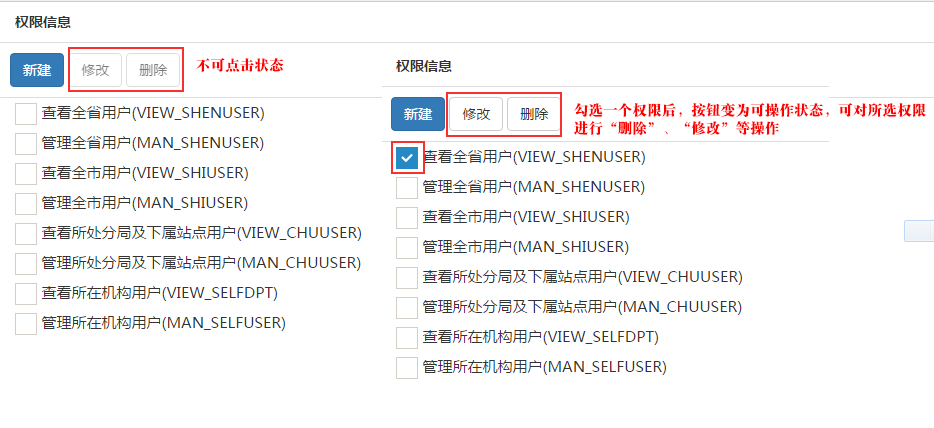 权限信息
新建 修改 删除 不可点击状态
查看全省用户(VIEW_SHENUSER)
管理全省用户(MAN_SHENUSER)
查看全市用户(VIEW_SHIUSER)
管理全市用户(MAN_SHIUSER)
查看所处分局及下属站点用户(VIEW_CHUUSER)
管理所处分局及下属站点用户(MAN_CHUUSER)
查看所在机构用户(VIEW_SELFDPT)
管理所在机构用户(MAN_SELFUSER)
权限信息
新建 修改 删除
勾选一个权限后，按钮变为可操作状态，可对所选权限
进行“删除”、“修改”等操作
查看全省用户(VIEW_SHENUSER)
管理全省用户(MAN_SHENUSER)
查看全市用户(VIEW_SHIUSER)
管理全市用户(MAN_SHIUSER)
查看所处分局及下属站点用户(VIEW_CHUUSER)
管理所处分局及下属站点用户(MAN_CHUUSER)
查看所在机构用户(VIEW_SELFDPT)
管理所在机构用户(MAN_SELFUSER)